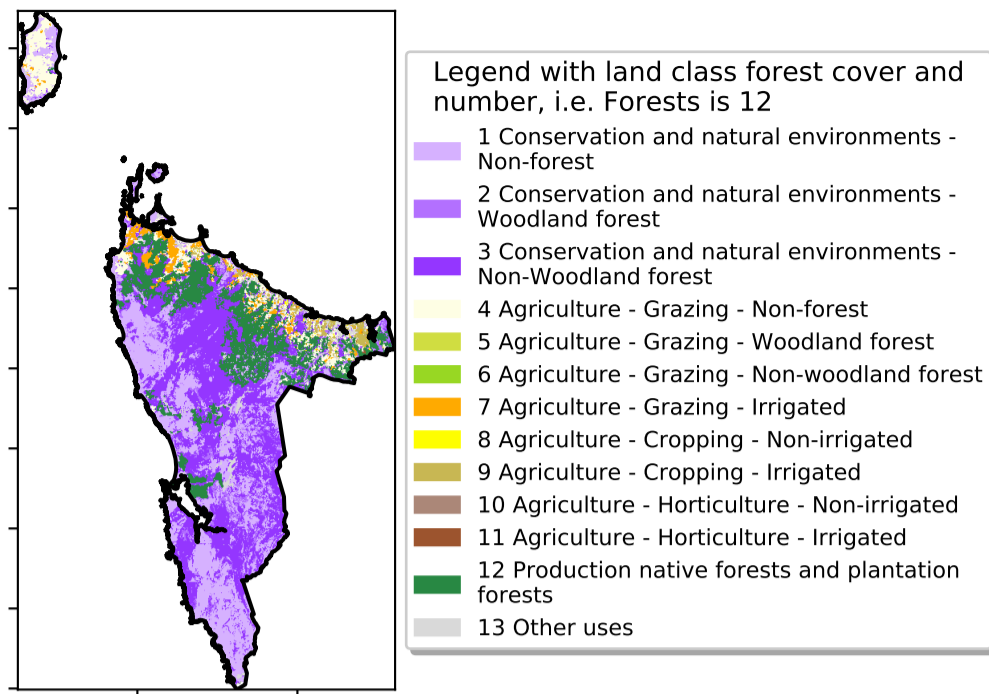 Legend with land class forest cover and
number, i.e. Forests is 12
1 Conservation and natural environments -
Non-forest
2 Conservation and natural environments -
Woodland forest
3 Conservation and natural environments -
Non-Woodland forest
4 Agriculture - Grazing - Non-forest
5 Agriculture - Grazing - Woodland forest
6 Agriculture - Grazing - Non-woodland forest
7 Agriculture - Grazing - Irrigated
8 Agriculture - Cropping - Non-irrigated
9 Agriculture - Cropping - Irrigated
10 Agriculture - Horticulture - Non-irrigated
11 Agriculture - Horticulture - Irrigated
12 Production native forests and plantation
forests
13 Other uses